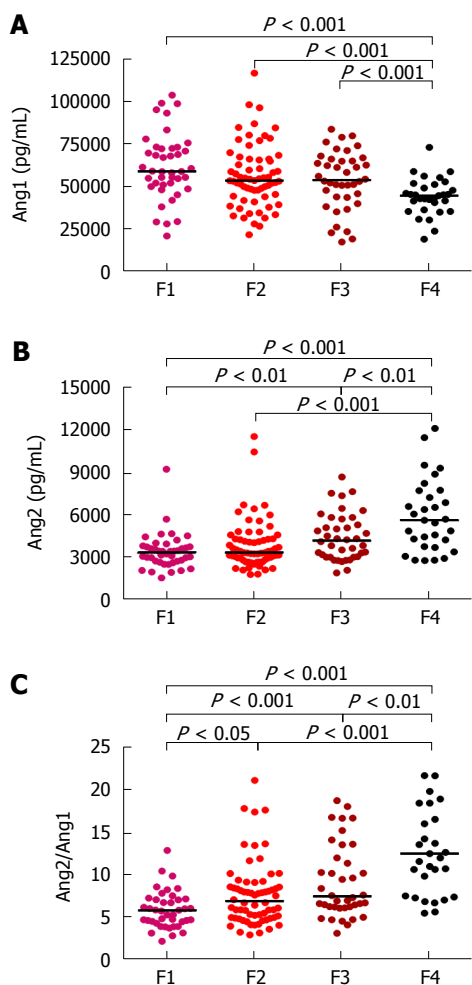 A
P < 0.001
P < 0.001
P < 0.001
125000
100000
75000
50000
25000
0
Ang1 (pg/mL)
F1 F2 F3 F4
B
P < 0.001
P < 0.01 P < 0.01
P < 0.001
15000
12000
9000
6000
3000
0
Ang2 (pg/mL)
F1 F2 F3 F4
C
P < 0.001
P < 0.001 P < 0.01
P < 0.05 P < 0.001
25
20
15
10
5
0
Ang2/Ang1
F1 F2 F3 F4